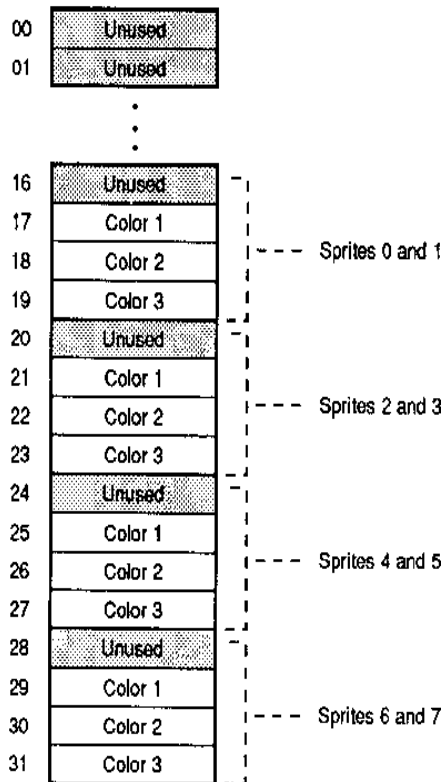 00 Unused
01 Unused
16 Unused
17 Color 1
18 Color 2
Sprites 0 and 1
19 Color 3
20 Unused
21 Color 1
22 Color 2
Sprites 2 and 3
23 Color 3
24 Unused
25 Color 1
26 Color 2
Sprites 4 and 5
27 Color 3
28 Unused
29 Color 1
30 Color 2
Sprites 6 and 7
31 Color 3